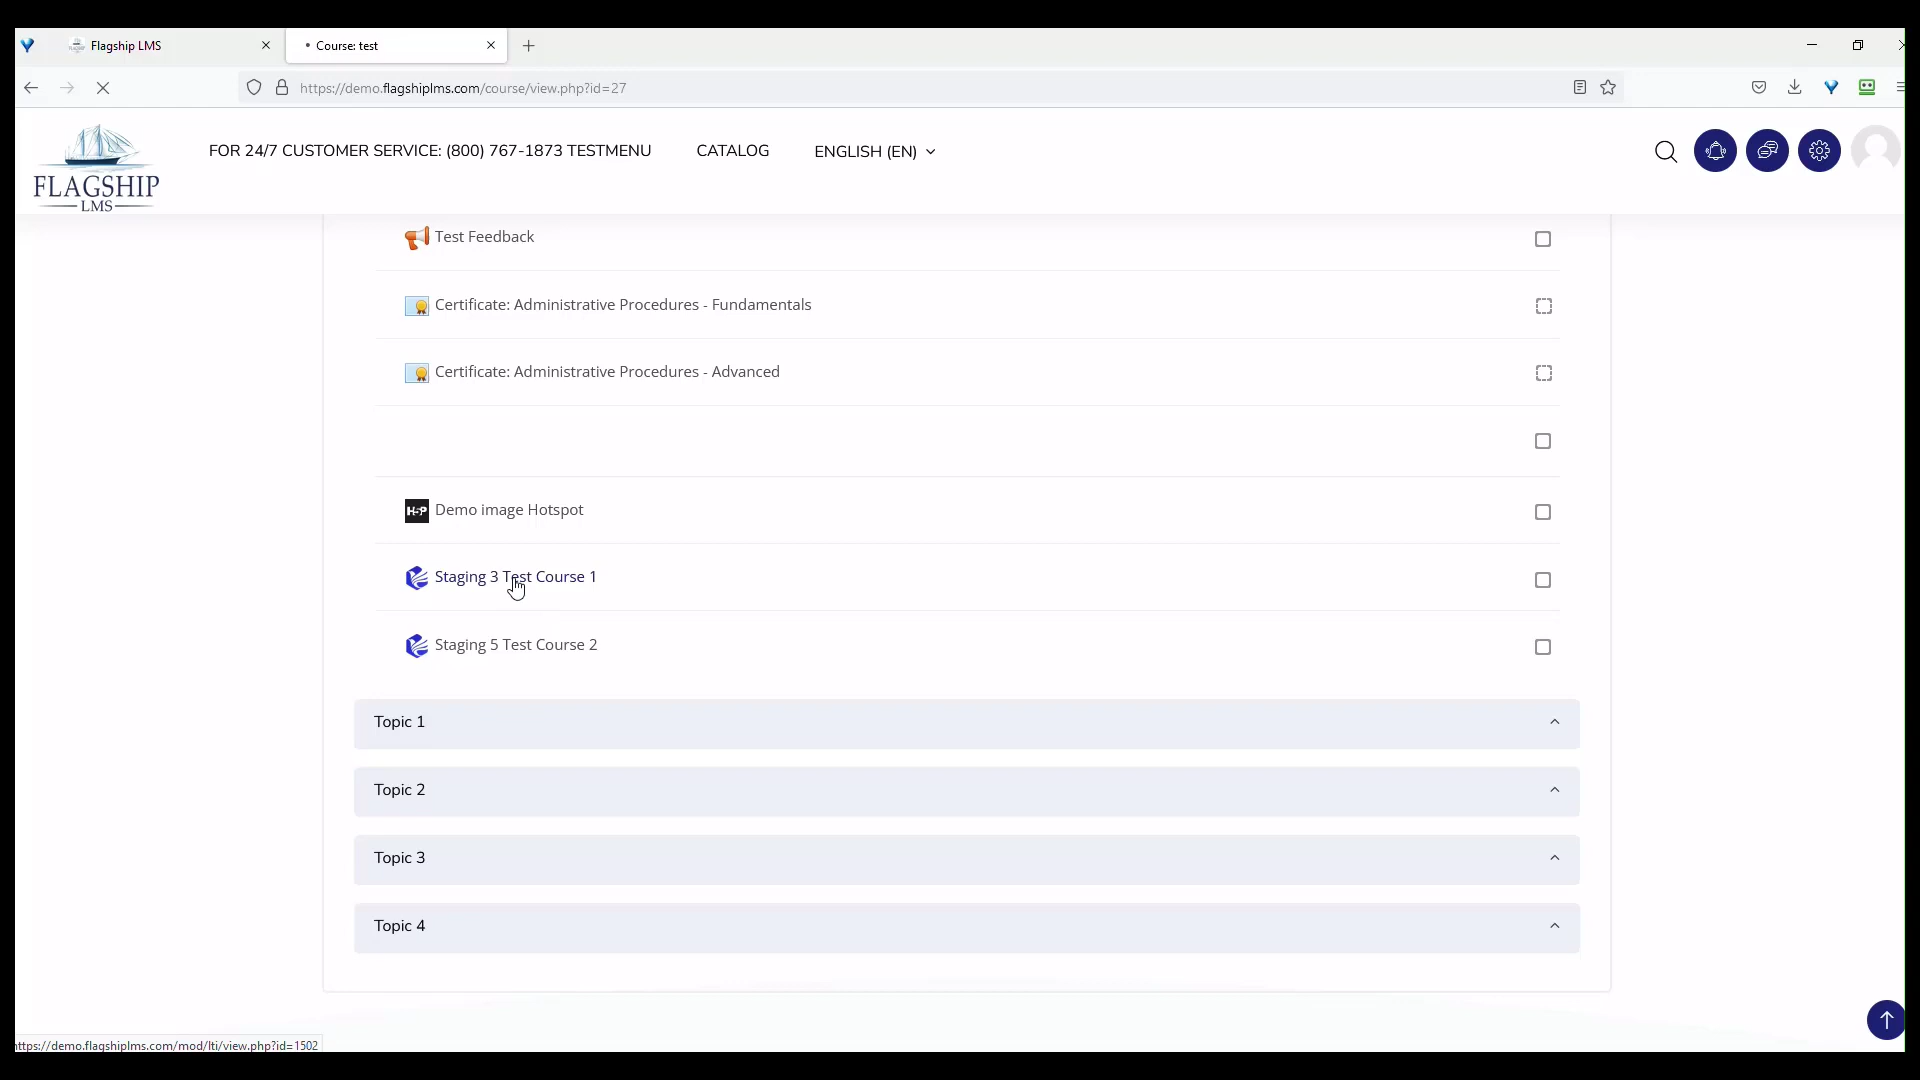 Flagship LMS
Course: test
https://demo.flagshiplms.com/course/view.php?id=27
FLAGSHIP
LMS
FOR 24/7 CUSTOMER SERVICE: (800) 767-1873 TESTMENU
CATALOG
ENGLISH (EN)
Test Feedback
Certificate: Administrative Procedures - Fundamentals
Certificate: Administrative Procedures - Advanced
H-P Demo image Hotspot
Staging 3 Test Course 1
Staging 5 Test Course 2
Topic 1
Topic 2
Topic 3
Topic 4
ttps://demo.flagshiplms.com/mod/lti/view.php?id=1502